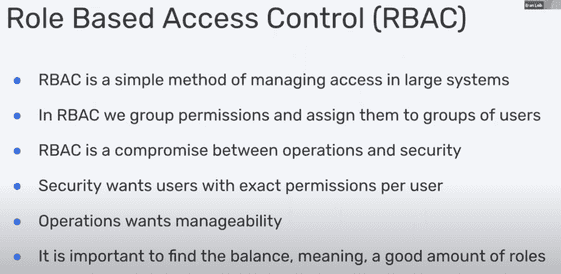 Role Based Access Control (RBAC)
• RBAC is a simple method of managing access in large systems
• In RBAC we group permissions and assign them to groups of users
• RBAC is a compromise between operations and security
• Security wants users with exact permissions per user
• Operations wants manageability
• It is important to find the balance, meaning, a good amount of roles